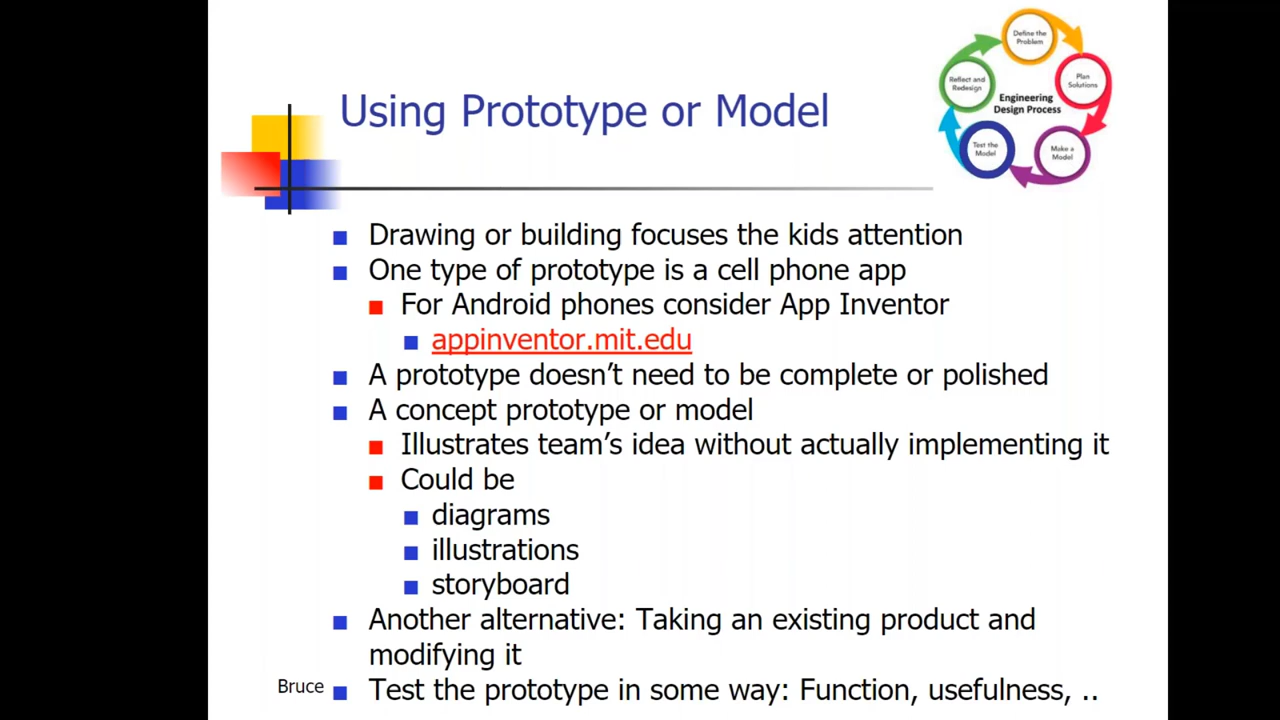 Using Prototype or Model
Define the
Problem
Plan
Solutions
Make a
Model
Test the
Model
Reflect and
Redesign
Engineering
Design Process
Drawing or building focuses the kids attention
One type of prototype is a cell phone app
For Android phones consider App Inventor
appinventor.mit.edu
A prototype doesn’t need to be complete or polished
A concept prototype or model
Illustrates team’s idea without actually implementing it
Could be
diagrams
illustrations
storyboard
Another alternative: Taking an existing product and
modifying it
Test the prototype in some way: Function, usefulness, ..
Bruce